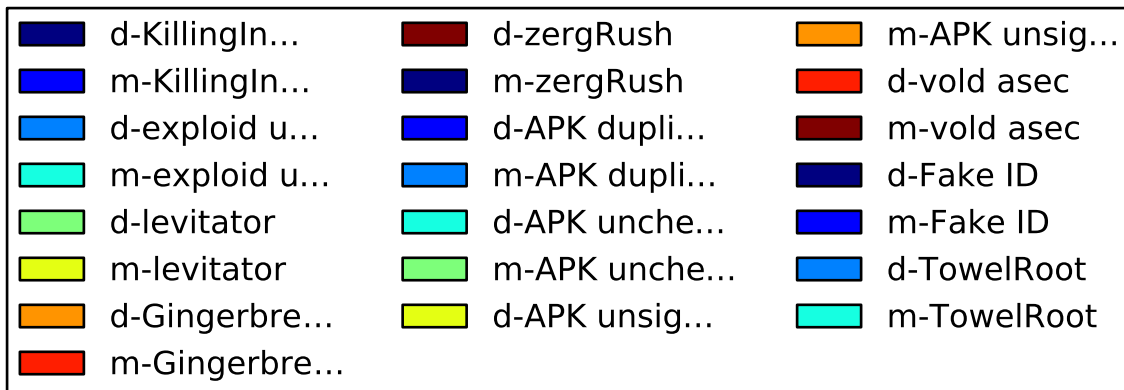 d-KillingIn...
m-KillingIn...
d-exploid u...
m-exploid u...
d-levitator
m-levitator
d-Gingerbre...
m-Gingerbre...
d-zergRush
m-zergRush
d-APK dupli...
m-APK dupli...
d-APK unche...
m-APK unche...
d-APK unsig...
m-APK unsig...
d-vold asec
m-vold asec
d-Fake ID
m-Fake ID
d-TowelRoot
m-TowelRoot